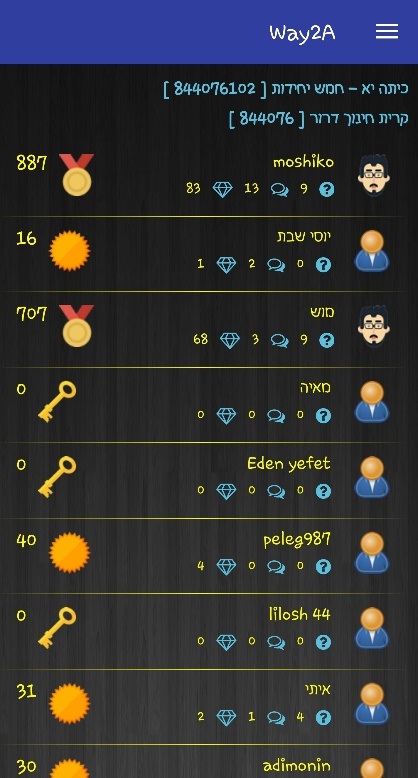 Way2A
כיתה יא - חמש יחידות [ 844076102 ]
קרית חינוך דרור [ 844076 ]
moshiko
887
9 13 83
יוסי שבת
16
0 2 1
מוש
707
9 3 68
מאיה
0
0 0 0
Eden yefet
0
0 0 0
peleg987
40
0 0 4
lilosh 44
0
0 0 0
איתי
31
4 1 2
adimonin
30